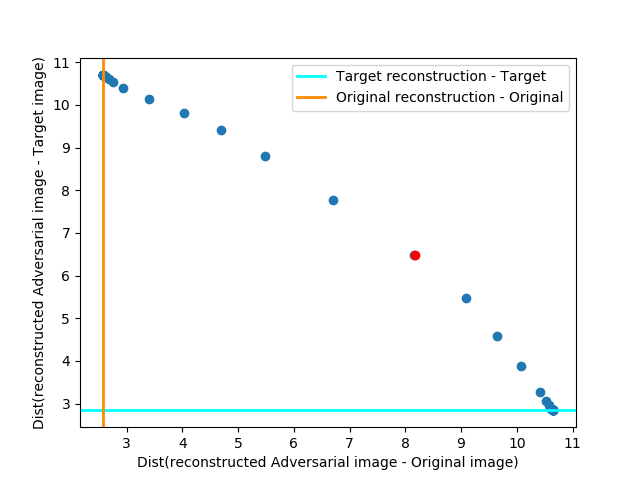 Target reconstruction - Target
Original reconstruction - Original
Dist(reconstructed Adversarial image - Target image)
11
10
9
8
7
6
5
4
3
3 4 5 6 7 8 9 10 11
Dist(reconstructed Adversarial image - Original image)